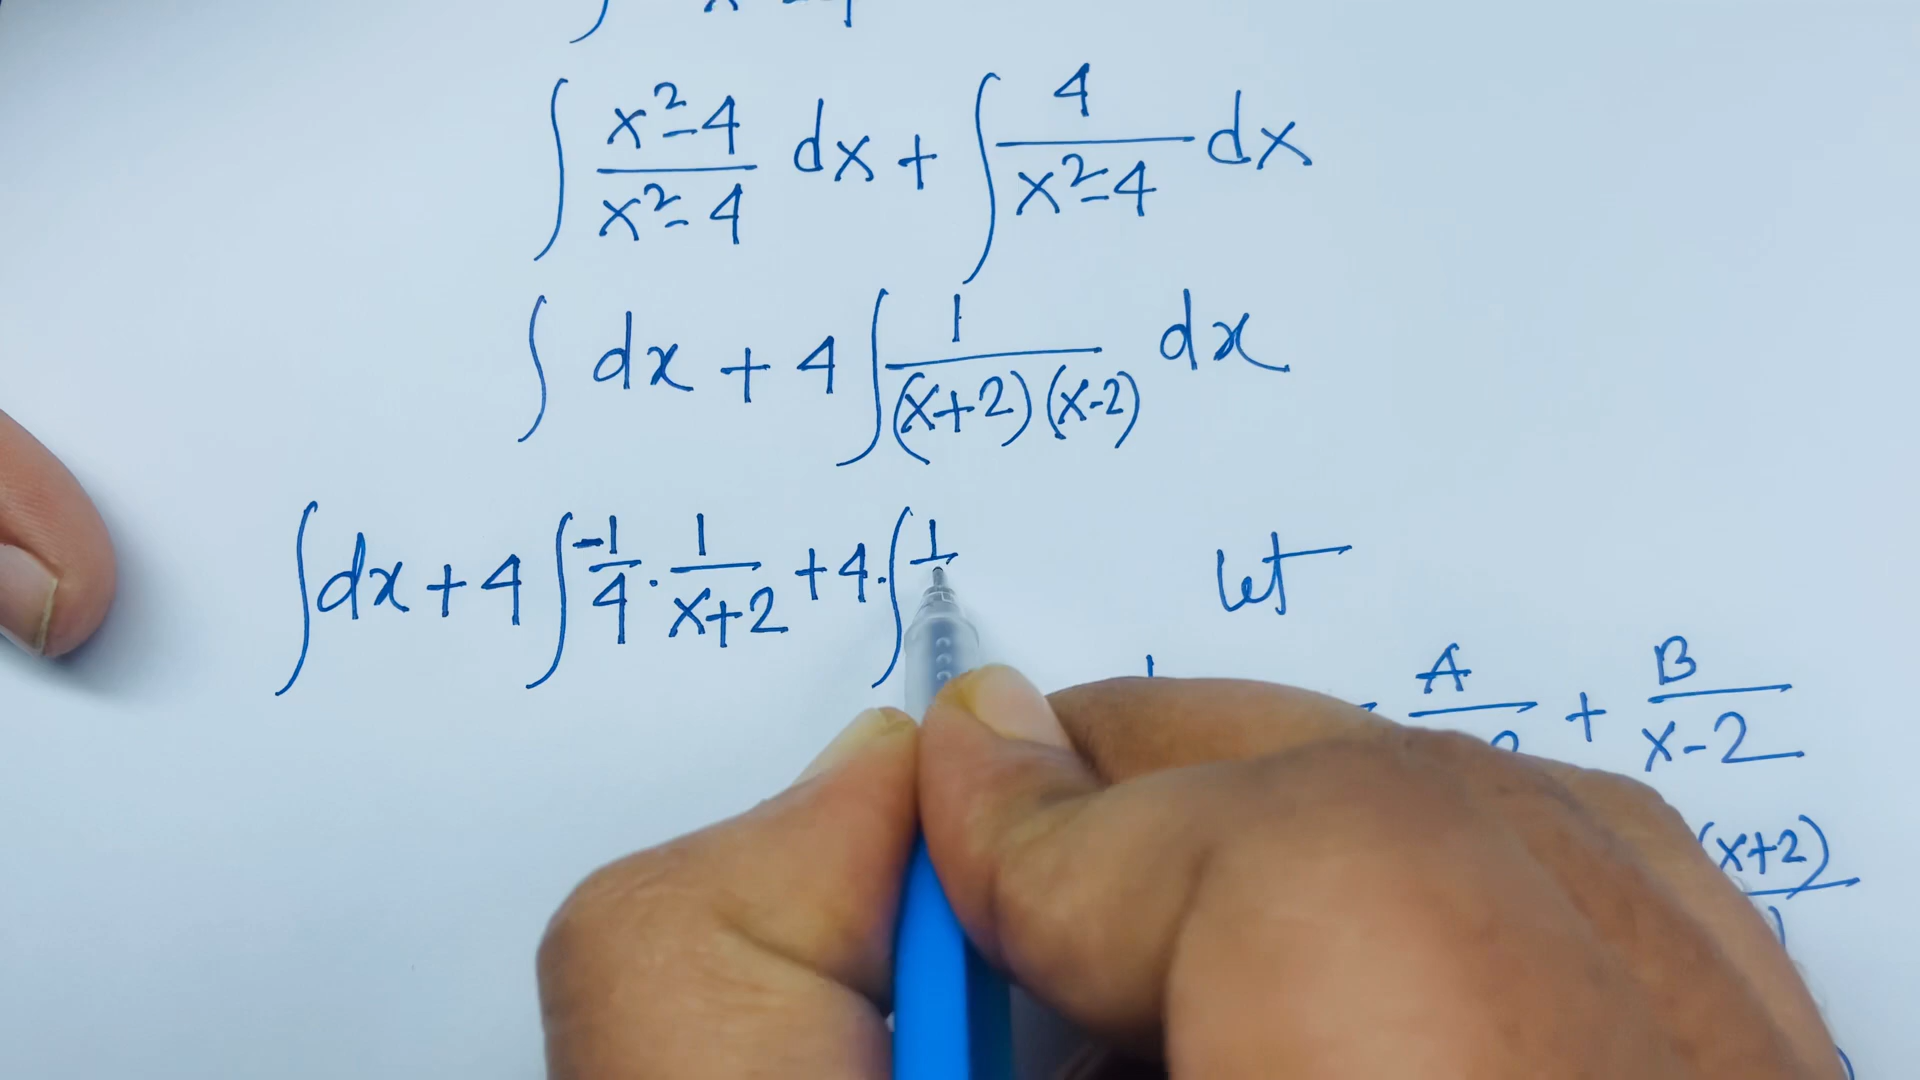 ∫ x²-4/x²-4 dx + ∫ 4/x²-4 dx
∫ dx + 4 ∫ 1/(x+2)(x-2) dx
∫ dx + 4 ∫ -1/4 · 1/x+2 + 4 · ∫ 1
let
A + B/x-2
(x+2)